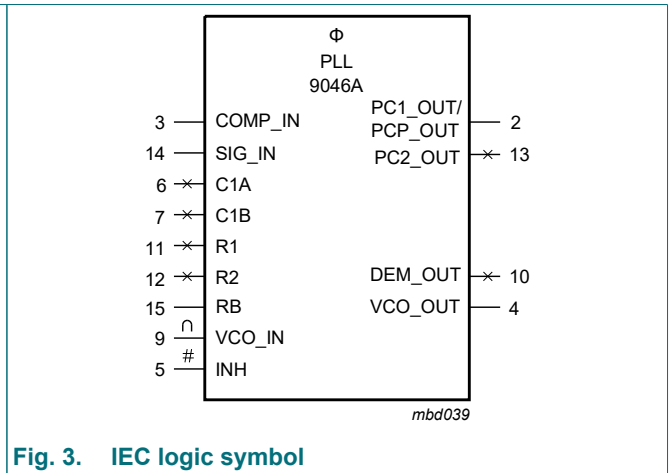 Φ
PLL
9046A
3 COMP_IN
PC1_OUT/
PCP_OUT 2
14 SIG_IN
PC2_OUT 13
6 C1A
7 C1B
11 R1
12 R2
DEM_OUT 10
15 RB
VCO_OUT 4
∩
9 VCO_IN
#
5 INH
mbd039
Fig. 3. IEC logic symbol